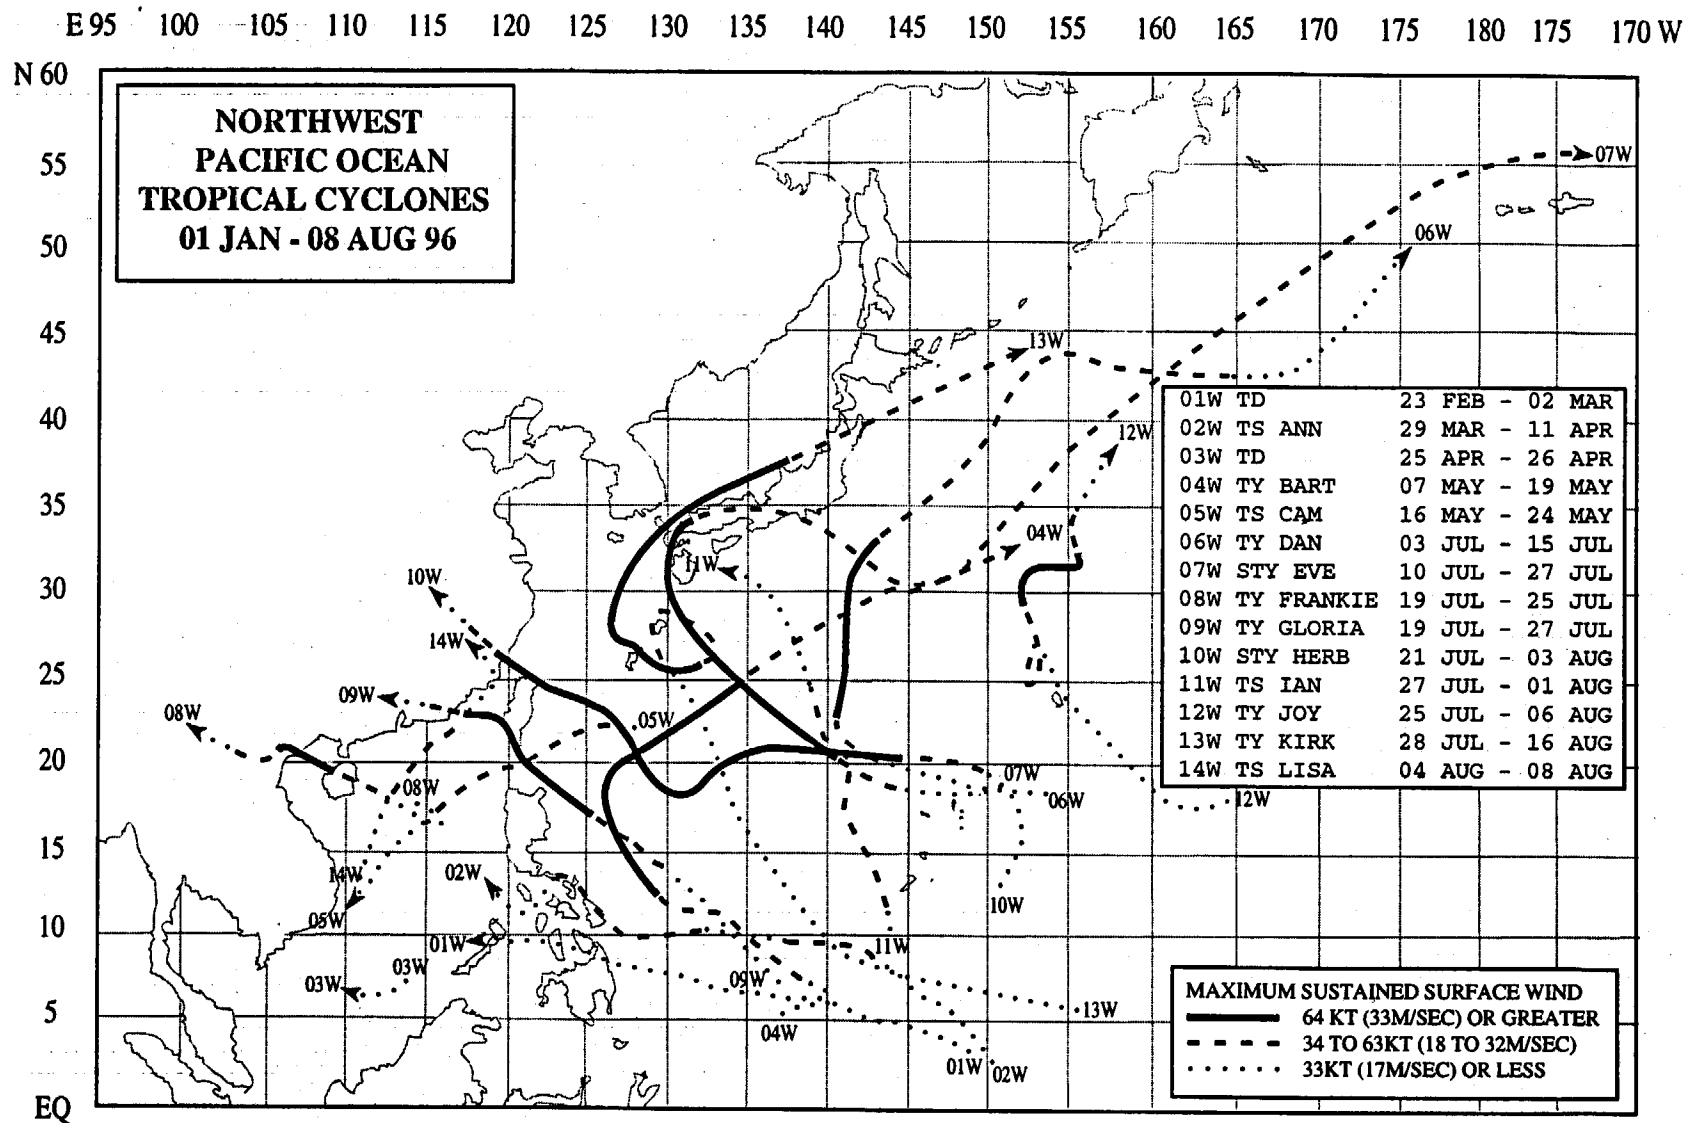 E 95 100 105 110 115 120 125 130 135 140 145 150 155 160 165 170 175 180 175 170 W
N 60
55
50
45
40
35
30
25
20
15
10
5
EQ
NORTHWEST
PACIFIC OCEAN
TROPICAL CYCLONES
01 JAN - 08 AUG 96
07W
06W
13W
12W
04W
11W
10W
14W
09W
08W
05W
08W
07W
06W
12W
02W
14W
05W
10W
01W
11W
03W
03W
09W
04W
13W
01W
02W
01W TD 23 FEB - 02 MAR
02W TS ANN 29 MAR - 11 APR
03W TD 25 APR - 26 APR
04W TY BART 07 MAY - 19 MAY
05W TS CAM 16 MAY - 24 MAY
06W TY DAN 03 JUL - 15 JUL
07W STY EVE 10 JUL - 27 JUL
08W TY FRANKIE 19 JUL - 25 JUL
09W TY GLORIA 19 JUL - 27 JUL
10W STY HERB 21 JUL - 03 AUG
11W TS IAN 27 JUL - 01 AUG
12W TY JOY 25 JUL - 06 AUG
13W TY KIRK 28 JUL - 16 AUG
14W TS LISA 04 AUG - 08 AUG
MAXIMUM SUSTAINED SURFACE WIND
64 KT (33M/SEC) OR GREATER
34 TO 63KT (18 TO 32M/SEC)
33KT (17M/SEC) OR LESS